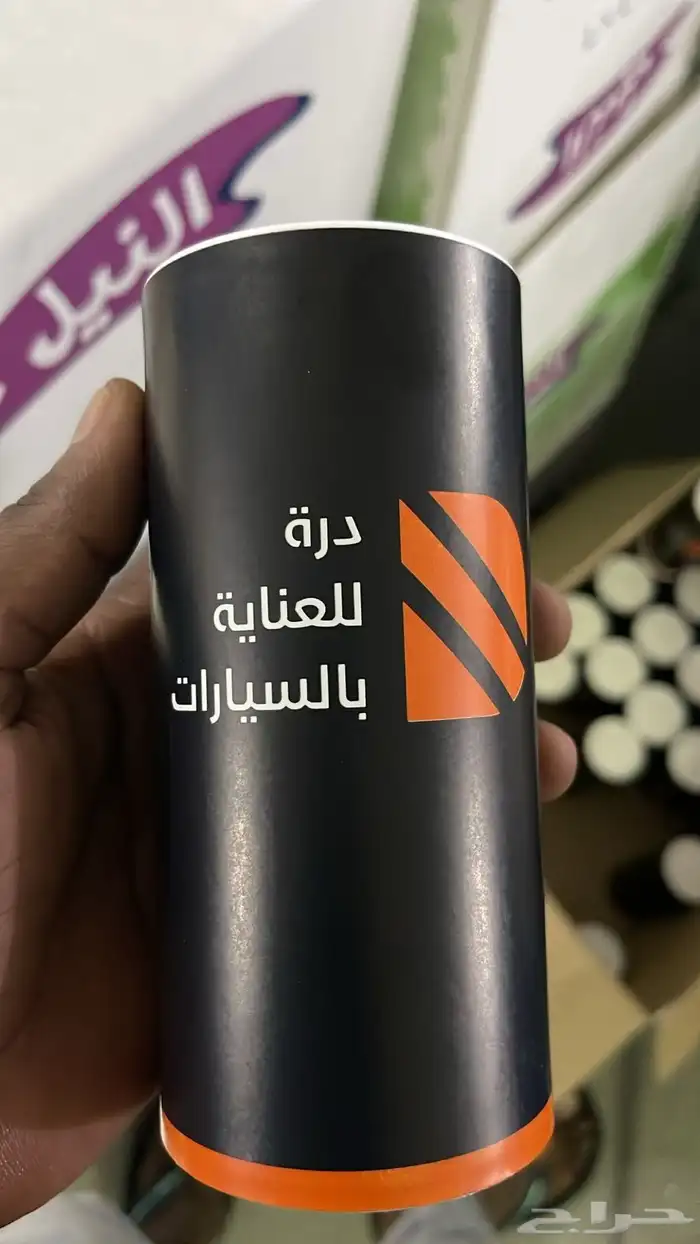 النيل
درة
للعناية
بالسيارات
حراج